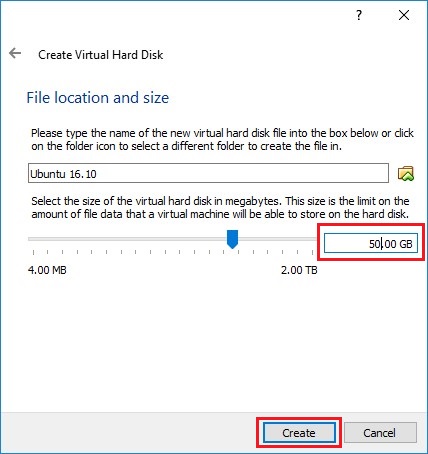 ?
Create Virtual Hard Disk
File location and size
Please type the name of the new virtual hard disk file into the box below or click
on the folder icon to select a different folder to create the file in.
Ubuntu 16.10
Select the size of the virtual hard disk in megabytes. This size is the limit on the
amount of file data that a virtual machine will be able to store on the hard disk.
50.00 GB
4.00 MB 2.00 TB
Create Cancel